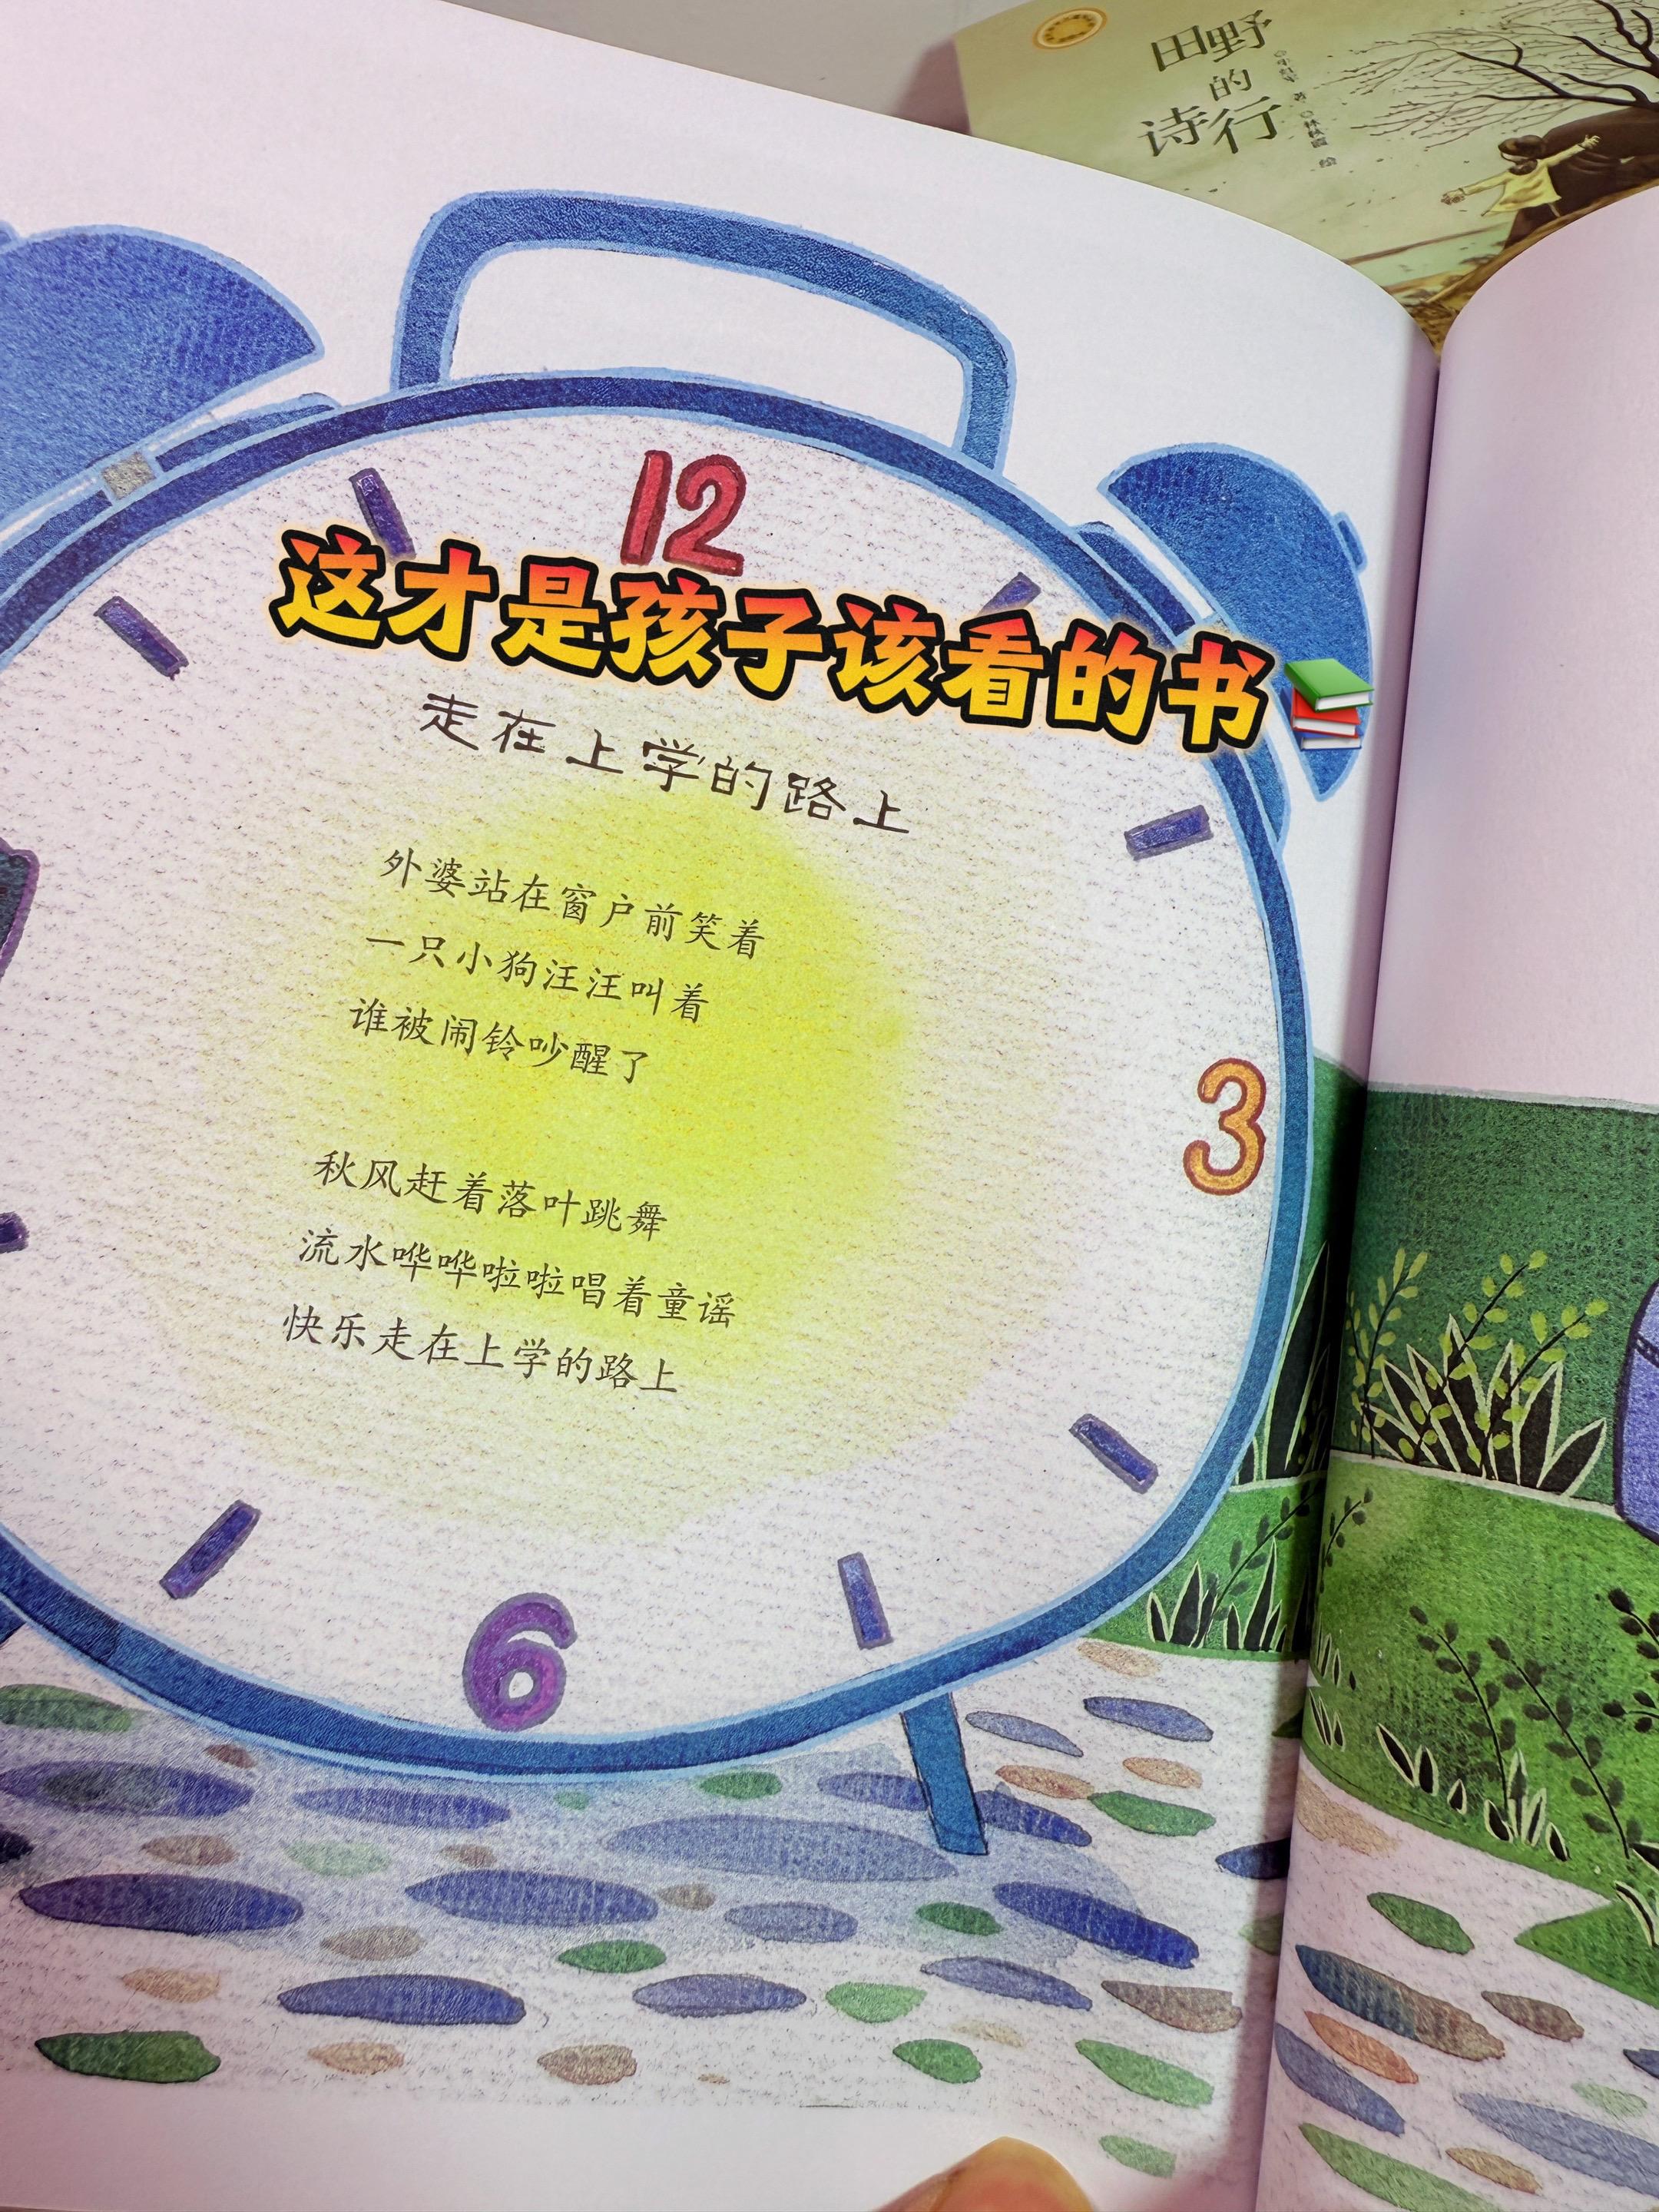 田野
的
诗行
绘
12
这才是孩子该看的书
走在上学的路上
外婆站在窗户前笑着
一只小狗汪汪叫着
谁被闹铃吵醒了
3
秋风赶着落叶跳舞
流水哗哗啦啦唱着童谣
快乐走在上学的路上
6